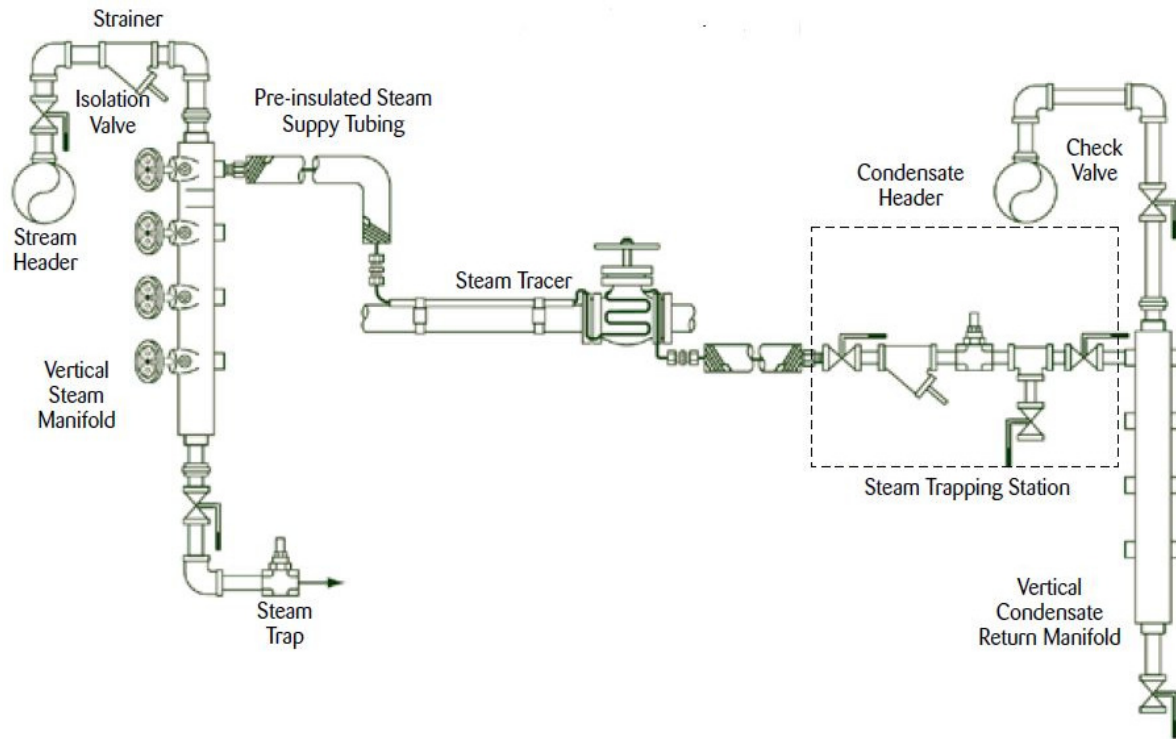 Strainer
Isolation
Valve
Pre-insulated Steam
Suppy Tubing
Stream
Header
Vertical
Steam
Manifold
Steam
Trap
Steam Tracer
Condensate
Header
Check
Valve
Steam Trapping Station
Vertical
Condensate
Return Manifold